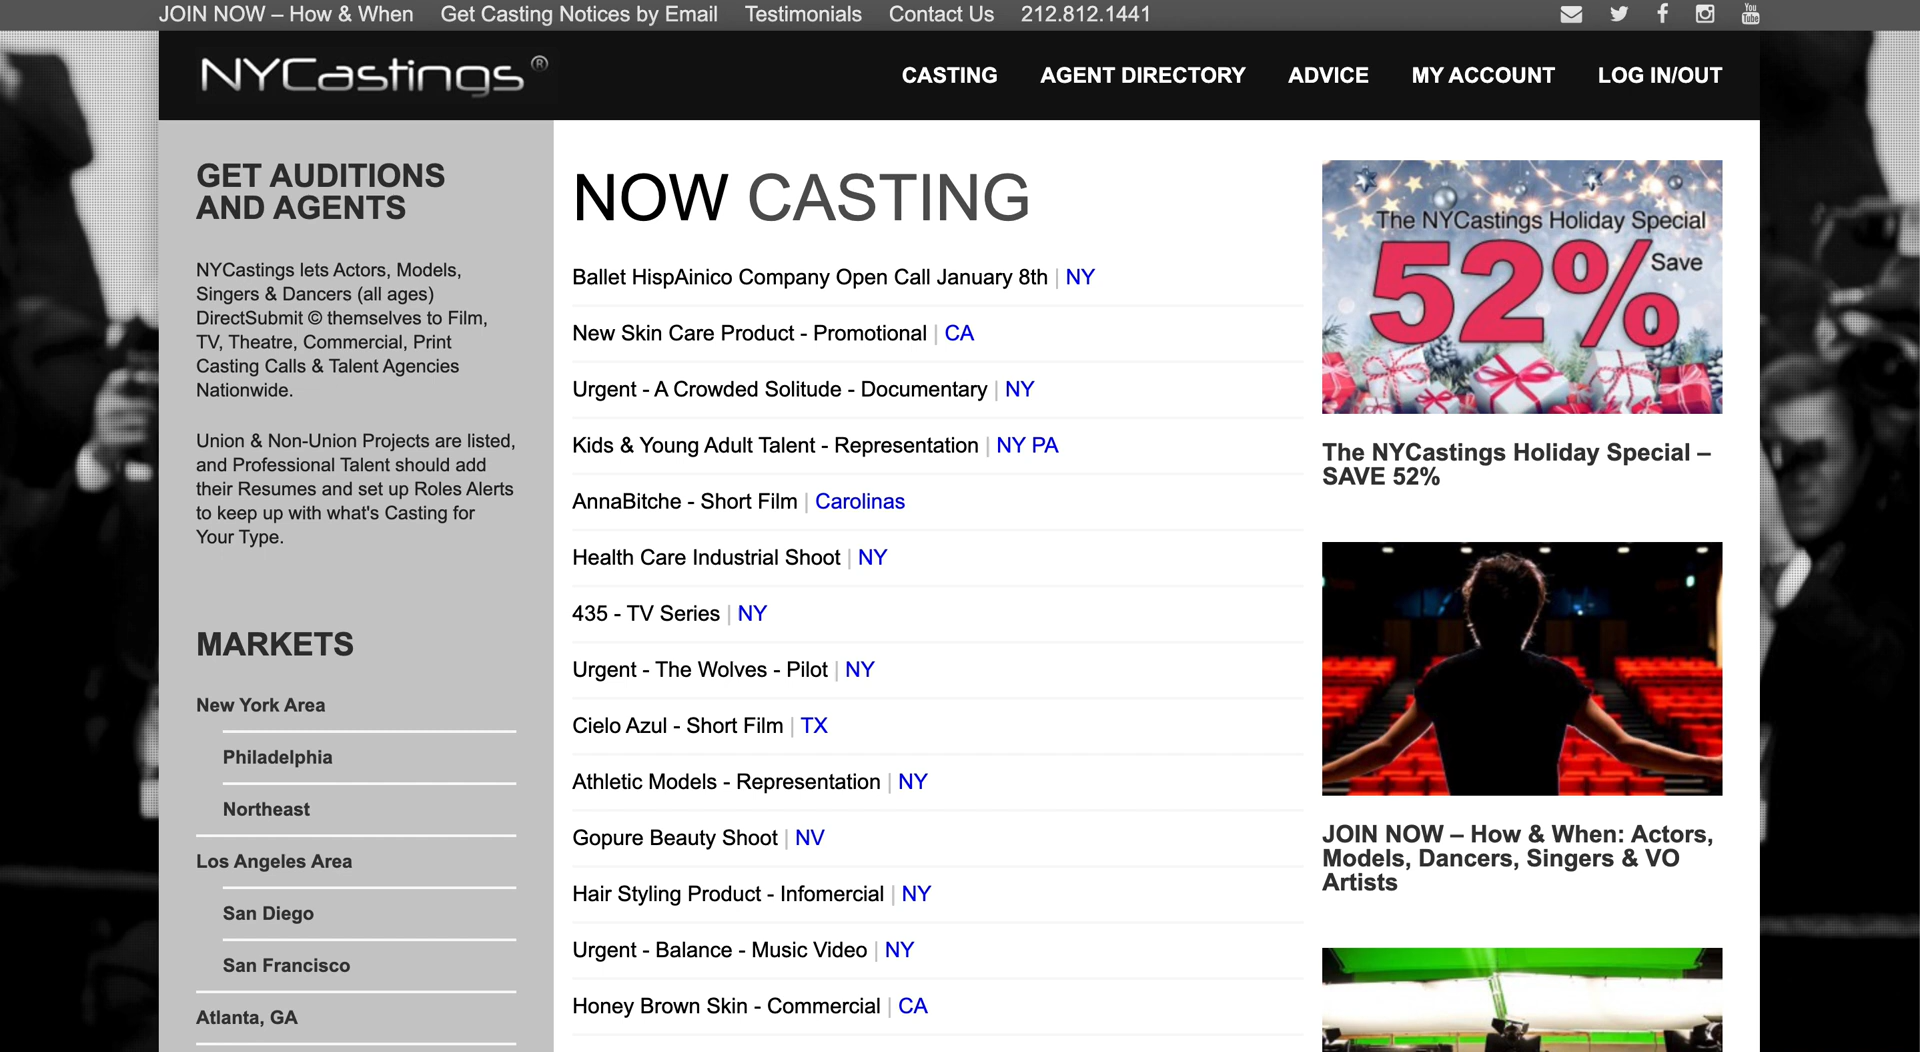 JOIN NOW – How & When Get Casting Notices by Email Testimonials Contact Us 212.812.1441
You
Tube
NYCastings ®
CASTING AGENT DIRECTORY ADVICE MY ACCOUNT LOG IN/OUT
GET AUDITIONS
AND AGENTS
NYCastings lets Actors, Models,
Singers & Dancers (all ages)
DirectSubmit © themselves to Film,
TV, Theatre, Commercial, Print
Casting Calls & Talent Agencies
Nationwide.
Union & Non-Union Projects are listed,
and Professional Talent should add
their Resumes and set up Roles Alerts
to keep up with what's Casting for
Your Type.
MARKETS
New York Area
Philadelphia
Northeast
Los Angeles Area
San Diego
San Francisco
Atlanta, GA
NOW CASTING
Ballet HispAinico Company Open Call January 8th | NY
New Skin Care Product - Promotional | CA
Urgent - A Crowded Solitude - Documentary | NY
Kids & Young Adult Talent - Representation | NY PA
AnnaBitche - Short Film | Carolinas
Health Care Industrial Shoot | NY
435 - TV Series | NY
Urgent - The Wolves - Pilot | NY
Cielo Azul - Short Film | TX
Athletic Models - Representation | NY
Gopure Beauty Shoot | NV
Hair Styling Product - Infomercial | NY
Urgent - Balance - Music Video | NY
Honey Brown Skin - Commercial | CA
The NYCastings Holiday Special
52% Save
The NYCastings Holiday Special –
SAVE 52%
JOIN NOW – How & When: Actors,
Models, Dancers, Singers & VO
Artists